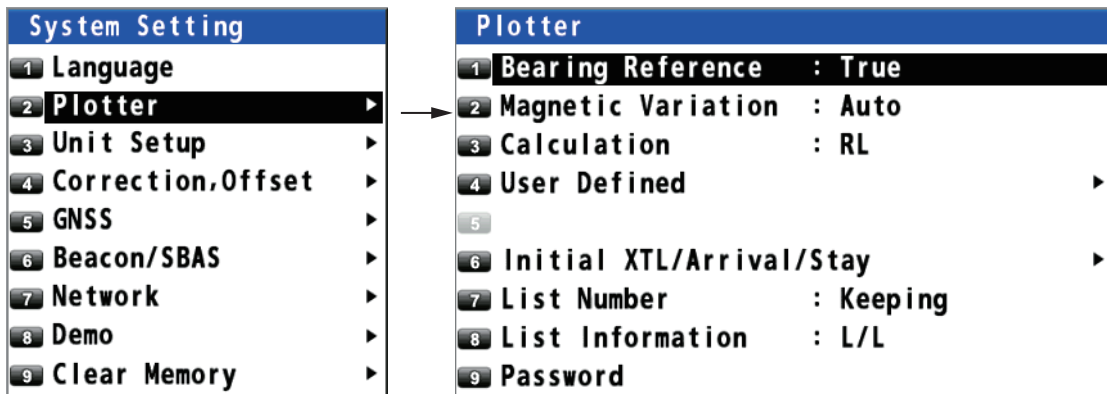 System Setting
1 Language
2 Plotter
3 Unit Setup
4 Correction,Offset
5 GNSS
6 Beacon/SBAS
7 Network
8 Demo
9 Clear Memory
Plotter
1 Bearing Reference : True
2 Magnetic Variation : Auto
3 Calculation : RL
4 User Defined
5
6 Initial XTL/Arrival/Stay
7 List Number : Keeping
8 List Information : L/L
9 Password